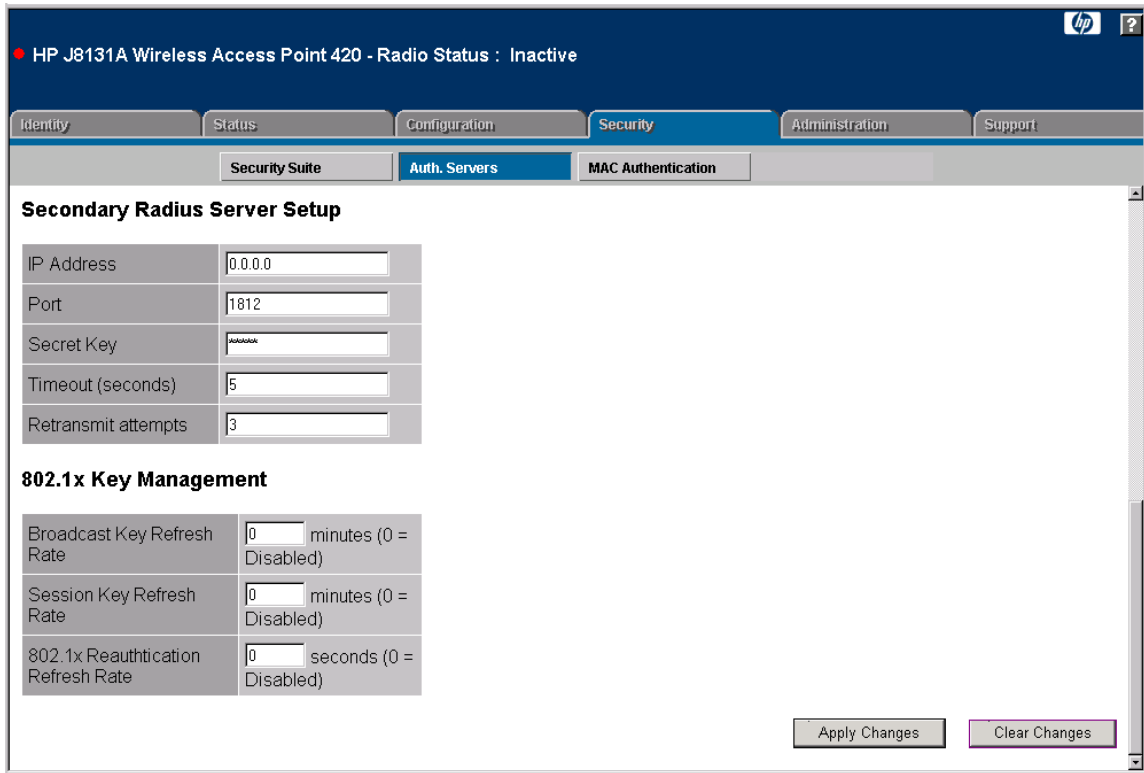 hp ?
HP J8131A Wireless Access Point 420 - Radio Status : Inactive
Identity Status Configuration Security Administration Support
Security Suite Auth. Servers MAC Authentication
Secondary Radius Server Setup
IP Address 0.0.0.0
Port 1812
Secret Key ******
Timeout (seconds) 5
Retransmit attempts 3
802.1x Key Management
Broadcast Key Refresh 0 minutes (0 =
Rate Disabled)
Session Key Refresh 0 minutes (0 =
Rate Disabled)
802.1x Reauthtication 0 seconds (0 =
Refresh Rate Disabled)
Apply Changes Clear Changes